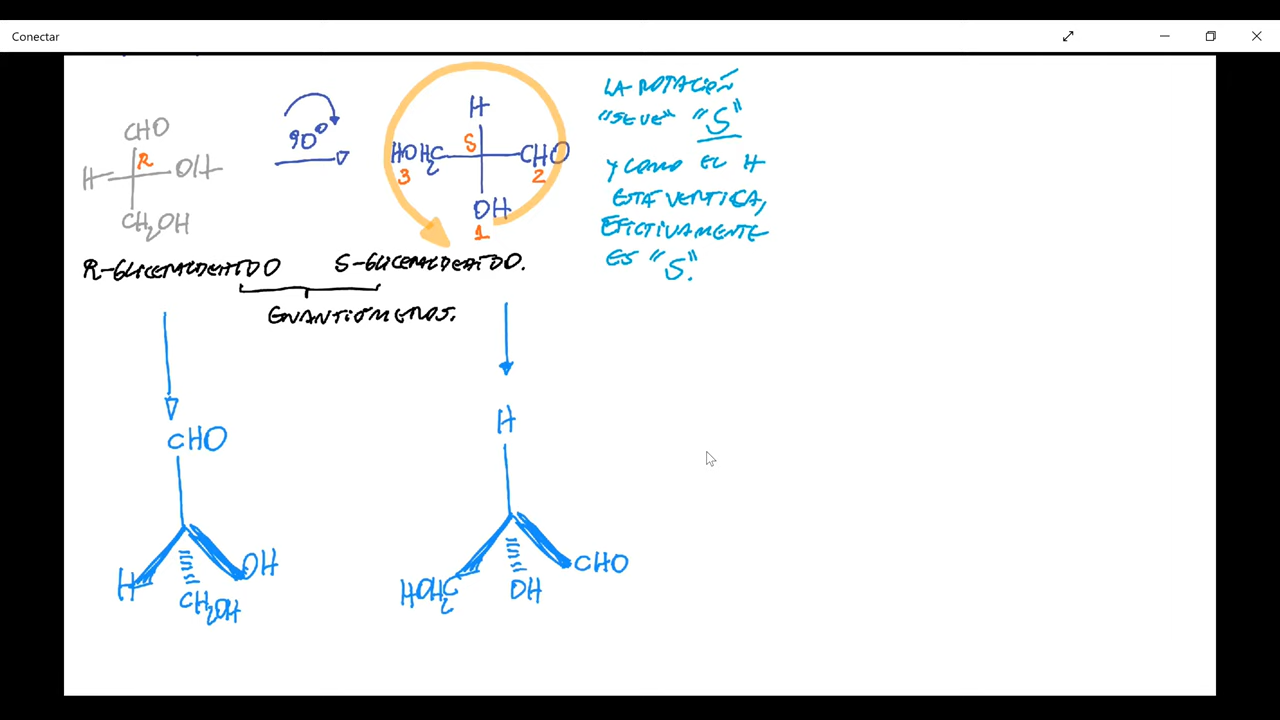 Conectar
CHO
H
R
OH
CH2OH
90°
H
S
HOH2C
CHO
3
2
OH
1
LA ROTACIÓN
"SE VE" "S"
Y COMO EL H
ESTÁ VERTICA,
EFECTIVAMENTE
ES "S".
R-GLICERALDEHÍDO
S-GLICERALDEHÍDO.
ENANTIÓMEROS.
CHO
H
OH
CH2OH
H
HOH2C
OH
CHO